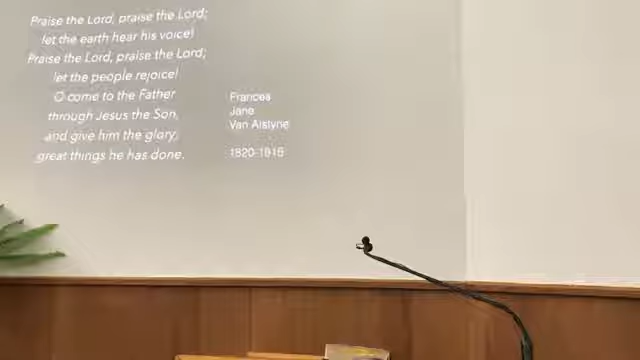 Praise the Lord, praise the Lord;
let the earth hear his voice!
Praise the Lord, praise the Lord;
let the people rejoice!
O come to the Father
through Jesus the Son,
and give him the glory,
great things he has done.
Frances
Jane
Van Alstyne
1820-1915